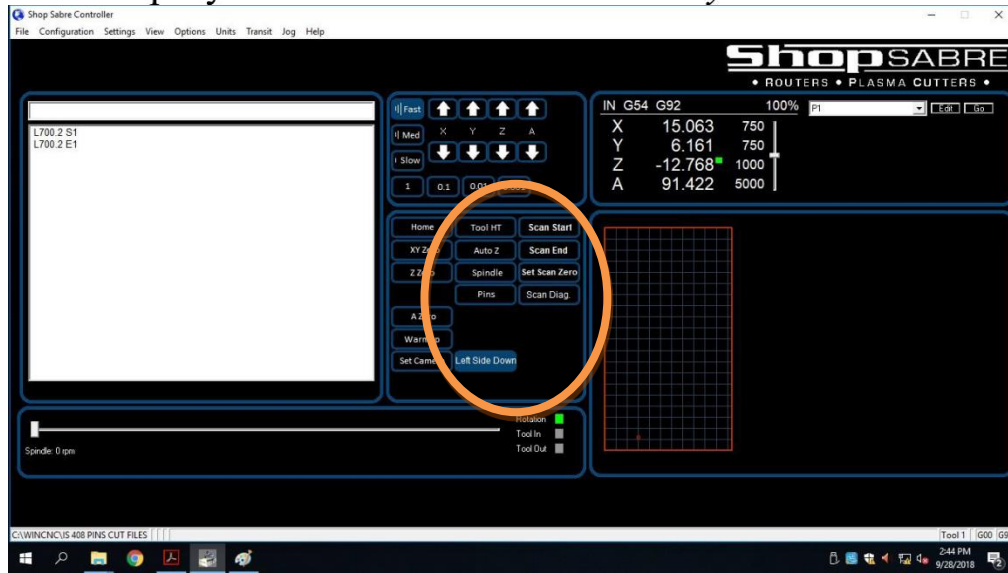 Shop Sabre Controller
File Configuration Settings View Options Units Transit Jog Help
ShopSABRE
• ROUTERS • PLASMA CUTTERS •
L700.2 S1
L700.2 E1
Fast
Med X Y Z A
Slow
1 0.1 0.01
IN G54 G92 100% P1 Edit Go
X 15.063 750
Y 6.161 750
Z -12.768 1000
A 91.422 5000
Home Tool HT Scan Start
XY Zero Auto Z Scan End
Z Zero Spindle Set Scan Zero
Pins Scan Diag.
A Zero
Warm
Set Camera Left Side Down
Rotation
Tool In
Tool Out
Spindle: 0 rpm
C:\WINCNC\IS 408 PINS CUT FILES
Tool 1 G00 G9
2:44 PM
9/28/2018